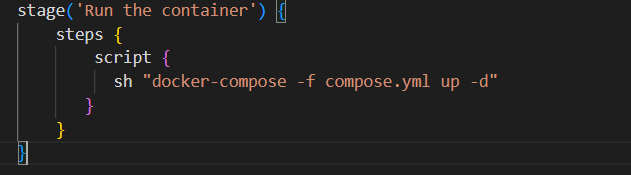 stage('Run the container') {
steps {
script {
sh "docker-compose -f compose.yml up -d"
}
}
}